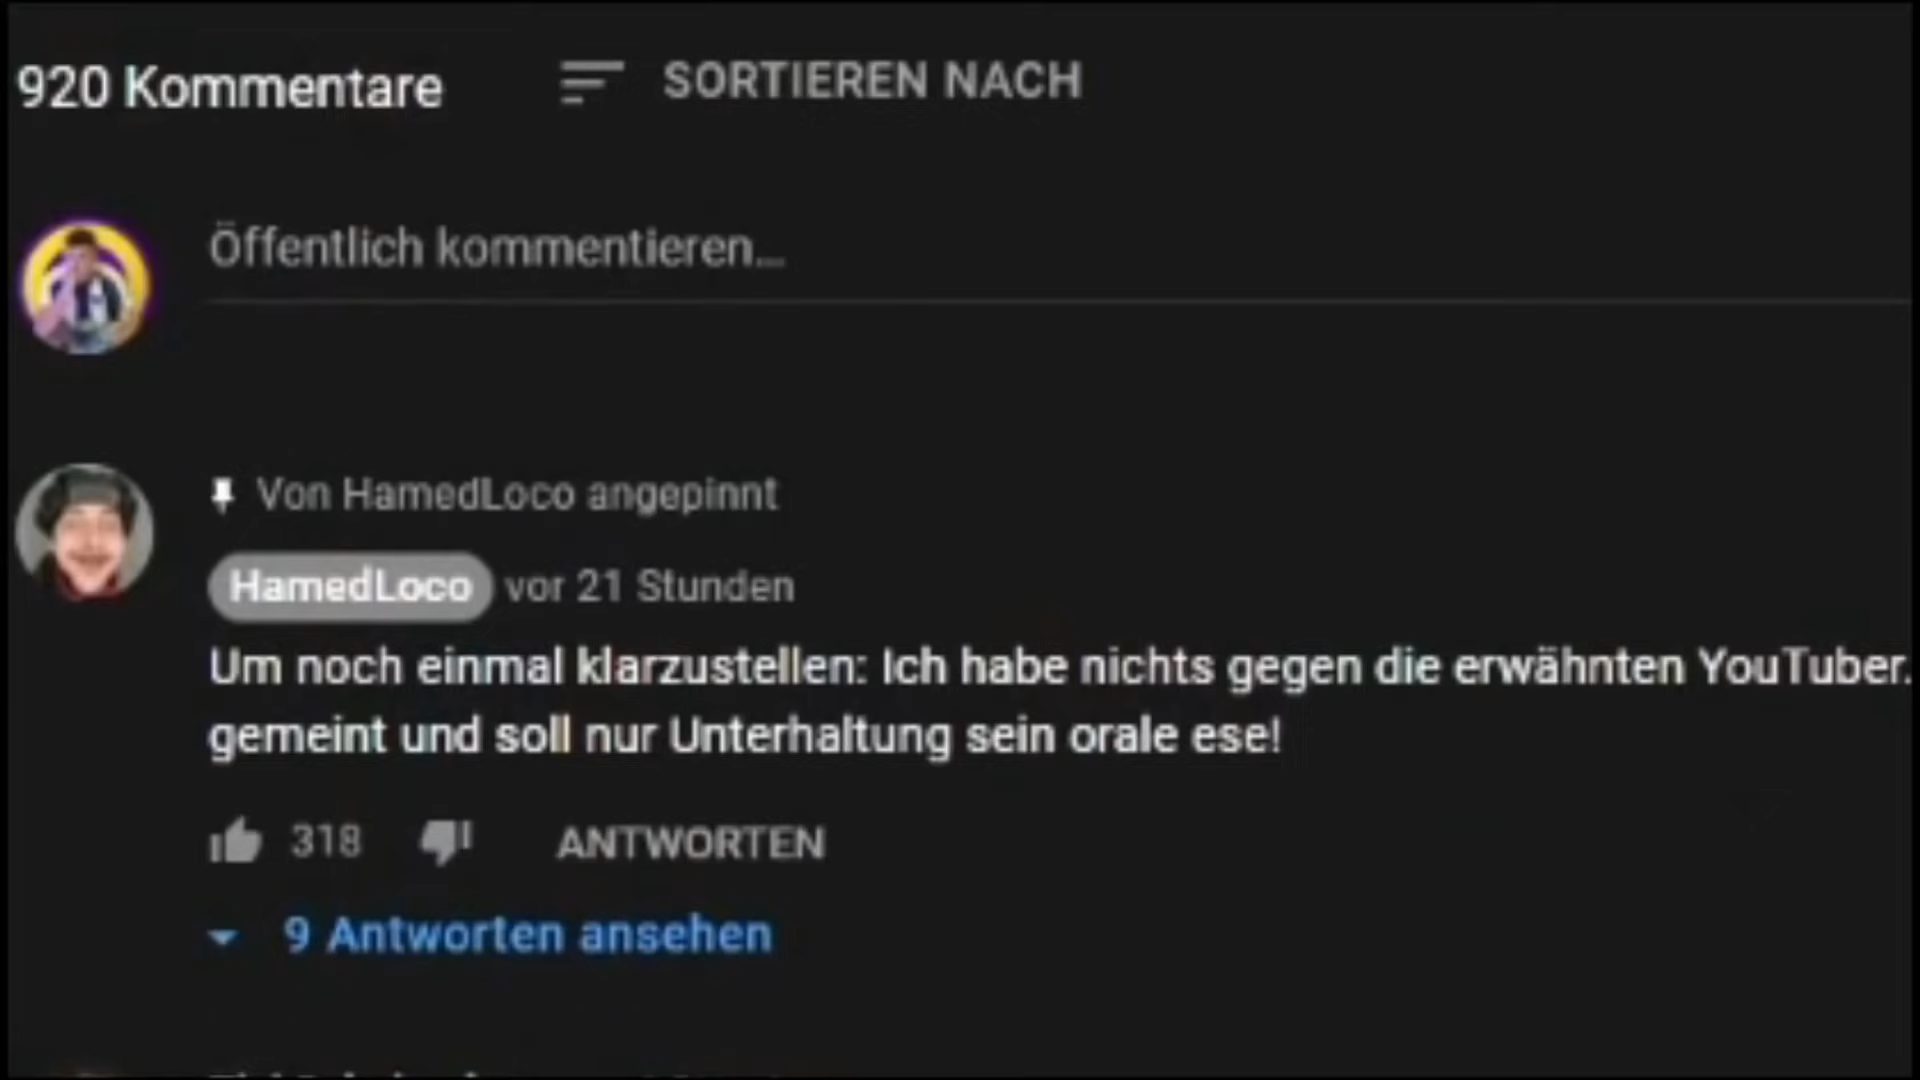 920 Kommentare
SORTIEREN NACH
Öffentlich kommentieren...
Von HamedLoco angepinnt
HamedLoco vor 21 Stunden
Um noch einmal klarzustellen: Ich habe nichts gegen die erwähnten YouTuber.
gemeint und soll nur Unterhaltung sein orale ese!
318
ANTWORTEN
9 Antworten ansehen